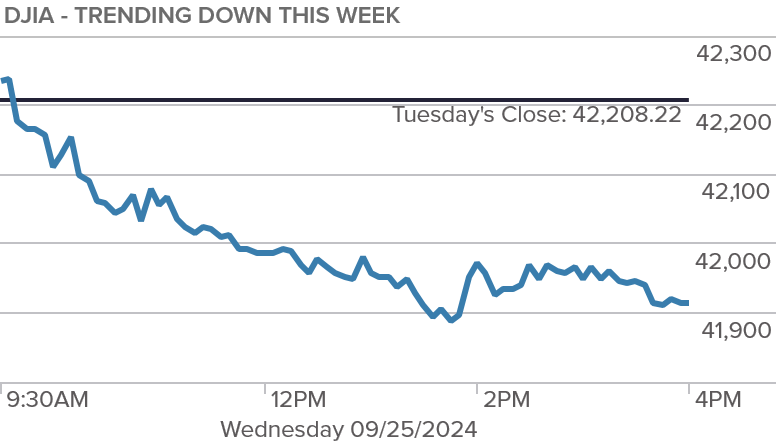 DJIA - TRENDING DOWN THIS WEEK
42,300
Tuesday's Close: 42,208.22
42,200
42,100
42,000
41,900
9:30AM 12PM 2PM 4PM
Wednesday 09/25/2024